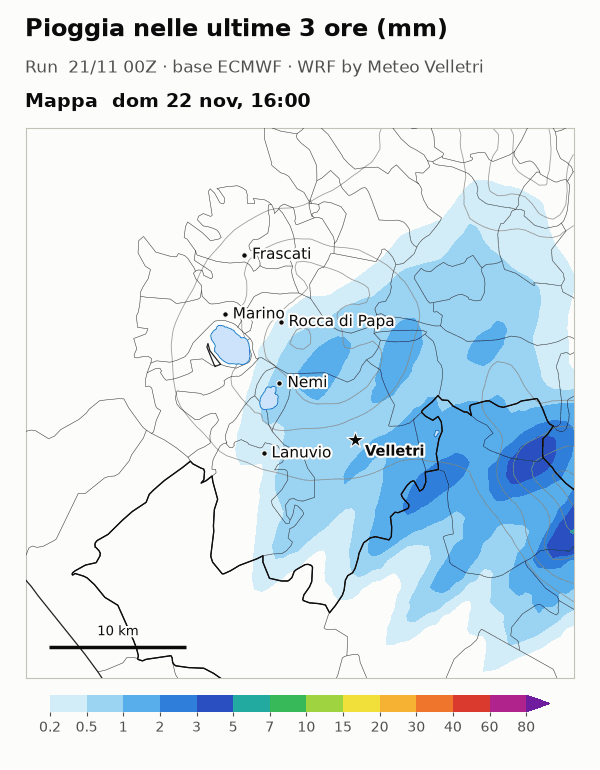 Pioggia nelle ultime 3 ore (mm)
Run  21/11 00Z · base ECMWF · WRF by Meteo Velletri
Mappa  dom 22 nov, 16:00
Frascati
Marino
Rocca di Papa
Nemi
Velletri
Lanuvio
10 km
0.2 0.5 1 2 3 5 7 10 15 20 30 40 60 80